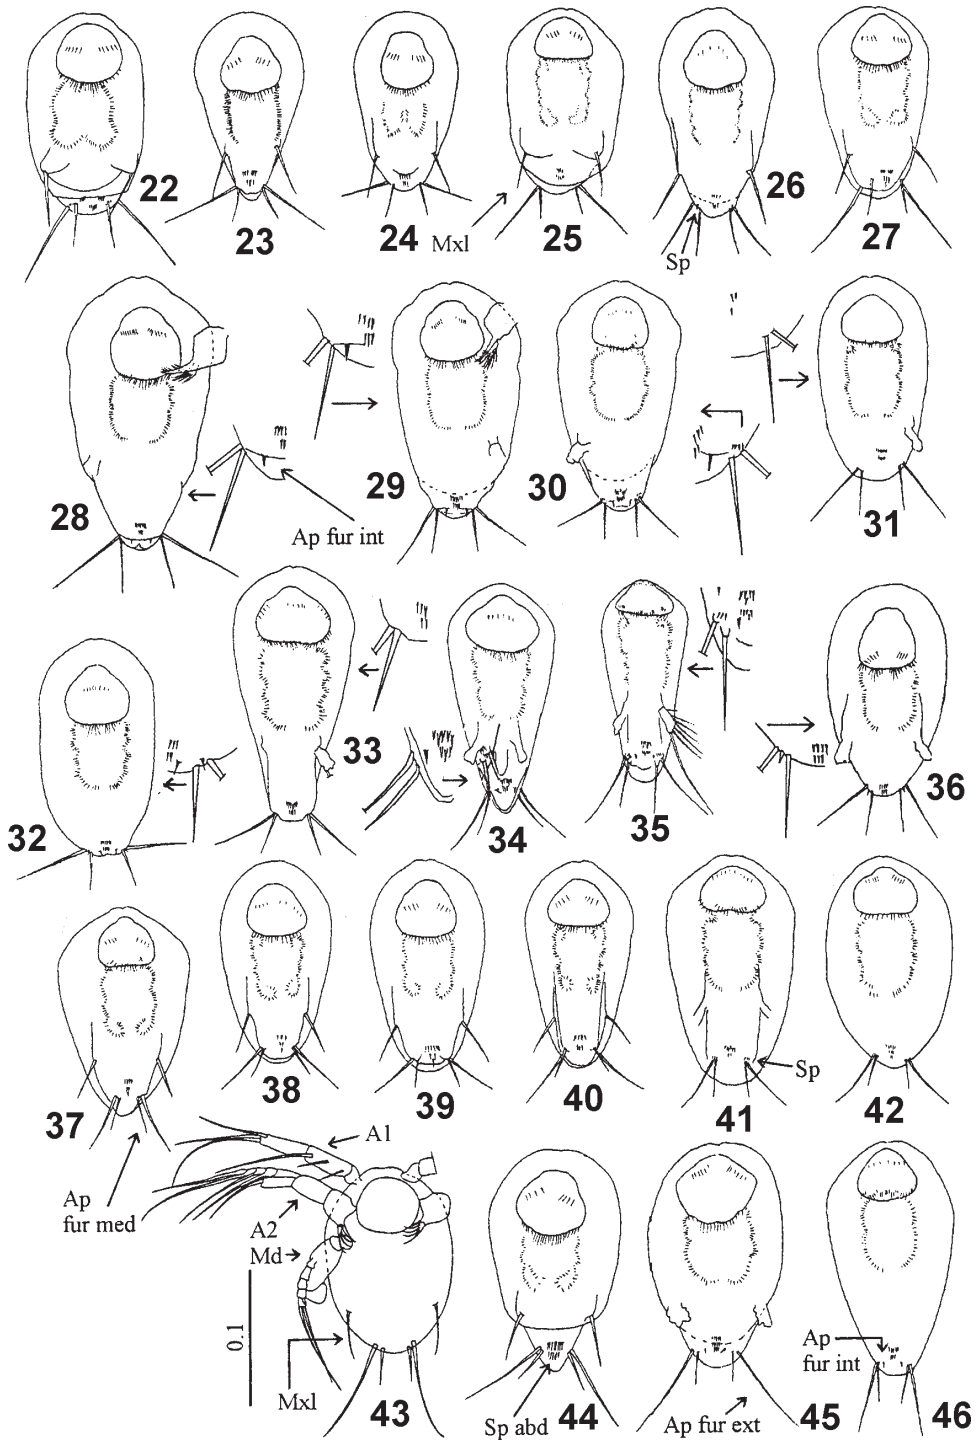 22
23
24
Mxl
25
Sp
26
27
28
Ap fur int
29
30
31
32
33
34
35
36
37
Ap
fur med
38
39
40
41
Sp
42
A1
A2
Md
0.1
Mxl
43
Sp abd
44
Ap fur ext
45
Ap
fur int
46